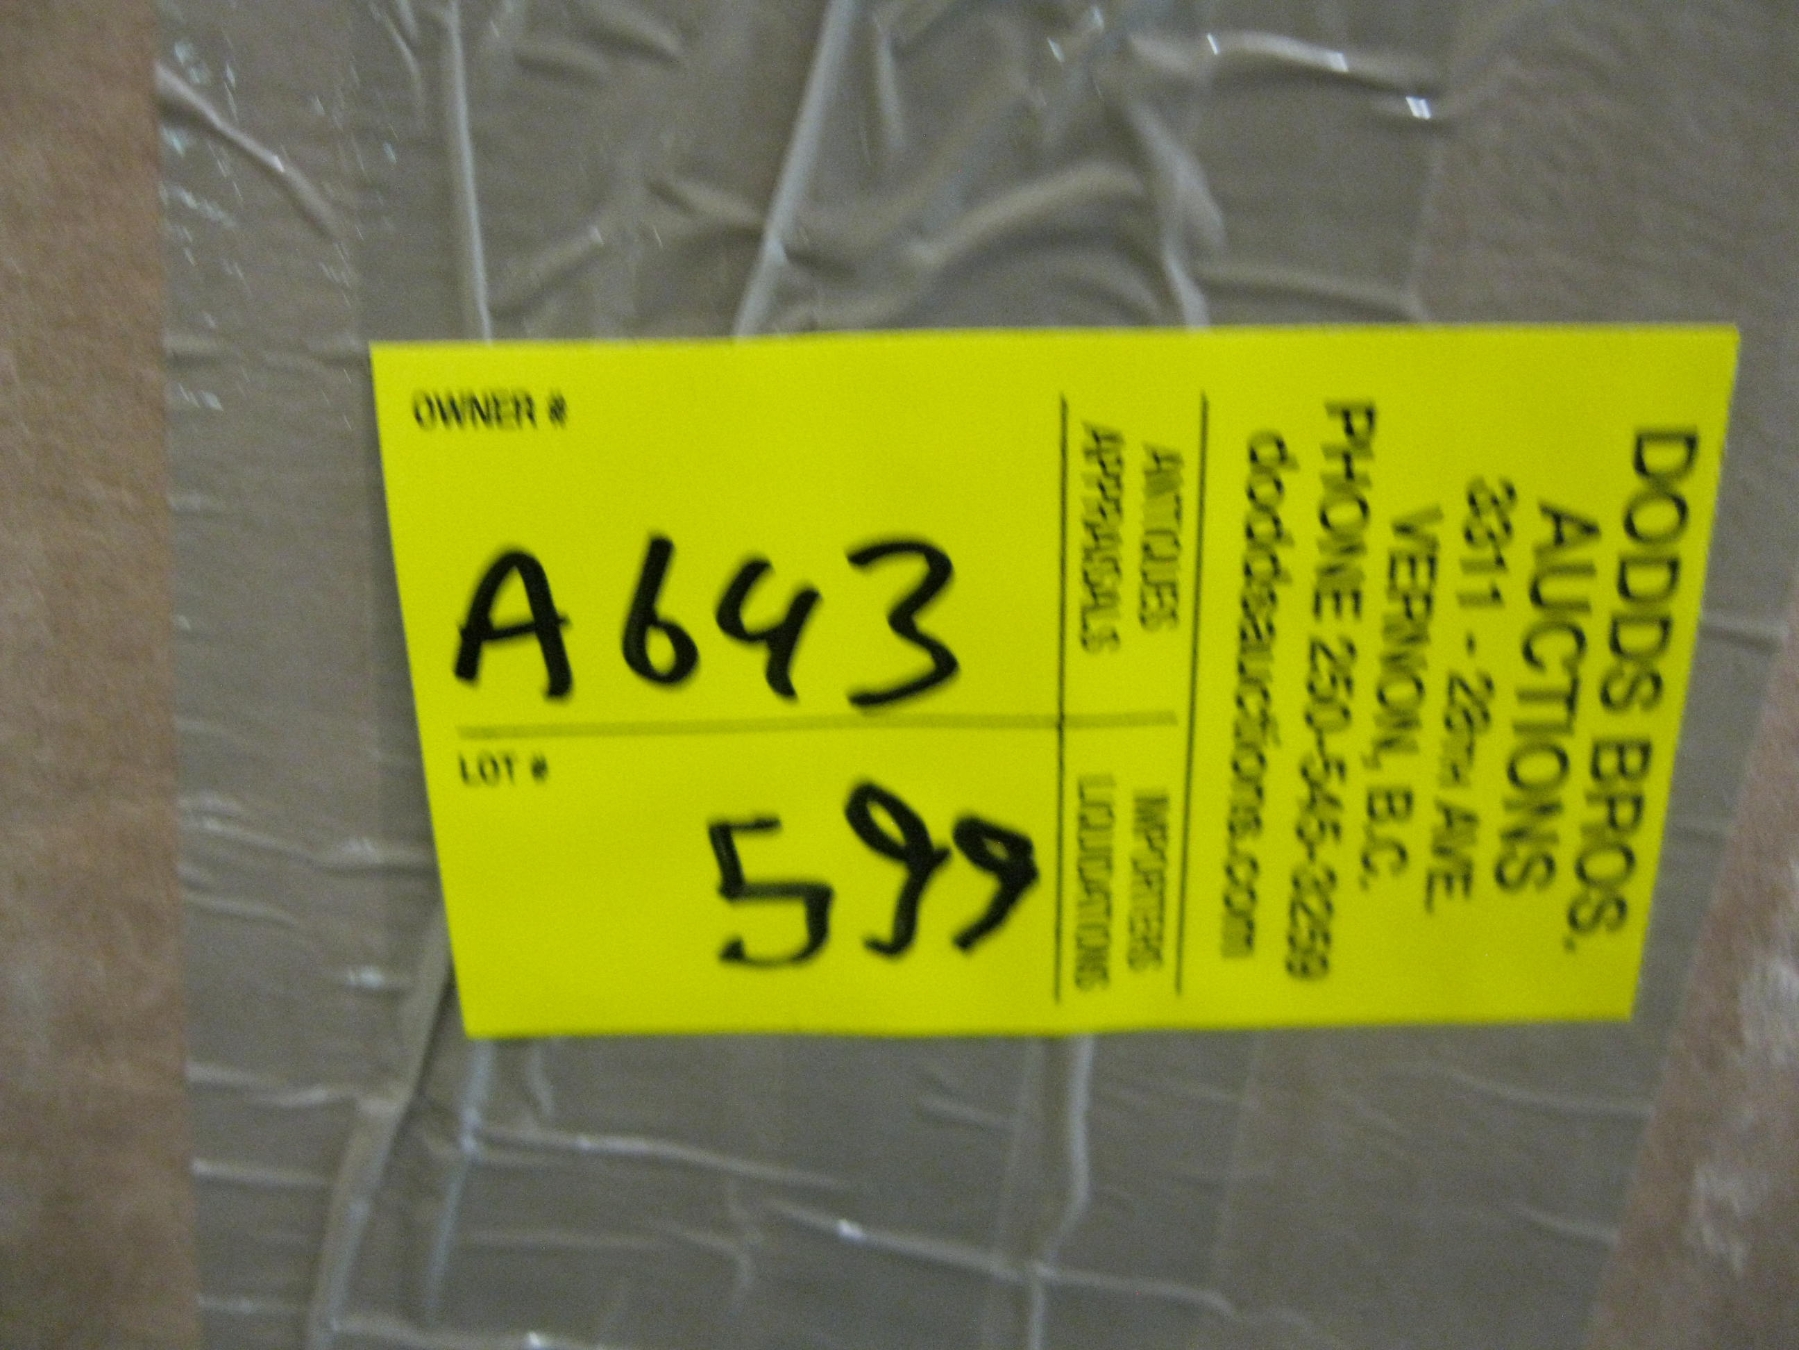 OWNER #
A643
LOT #
599
ANTIQUES
APPRAISALS
IMPORTERS
LIQUIDATIONS
DODDS BROS.
AUCTIONS
3311 - 28TH AVE.
VERNON, B.C.
PHONE 250-545-3259
doddsauctions.com